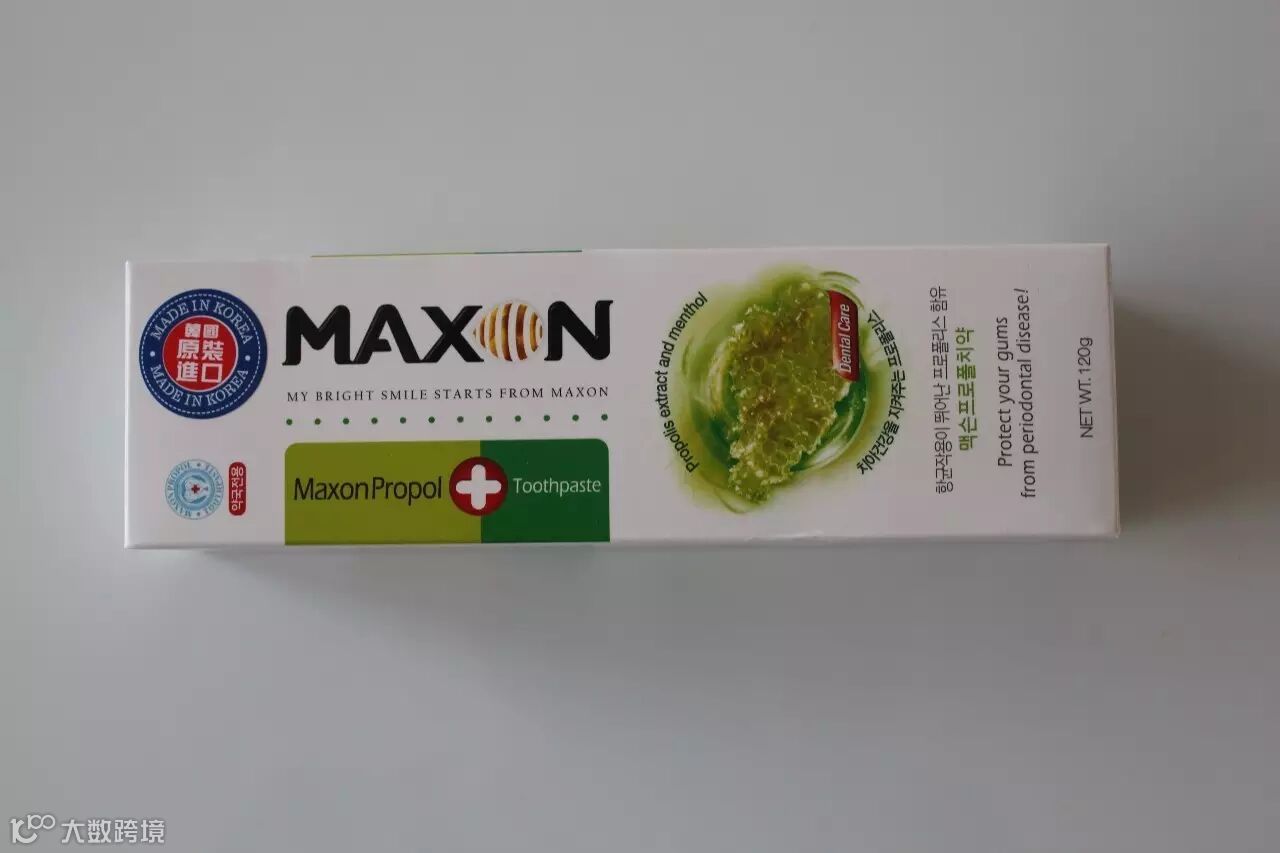 MADE IN KOREA
韓國
原裝
進口
MADE IN KOREA
MAXON
MY BRIGHT SMILE STARTS FROM MAXON
MAXON PROPOL
약국전용
MaxonPropol
Toothpaste
Propolis extract and menthol
Dental Care
치아건강을 지켜주는 프로폴리스!
항균작용이 뛰어난 프로폴리스 함유
맥슨프로폴치약
Protect your gums
from periodontal disease!
NET WT. 120g
大数跨境